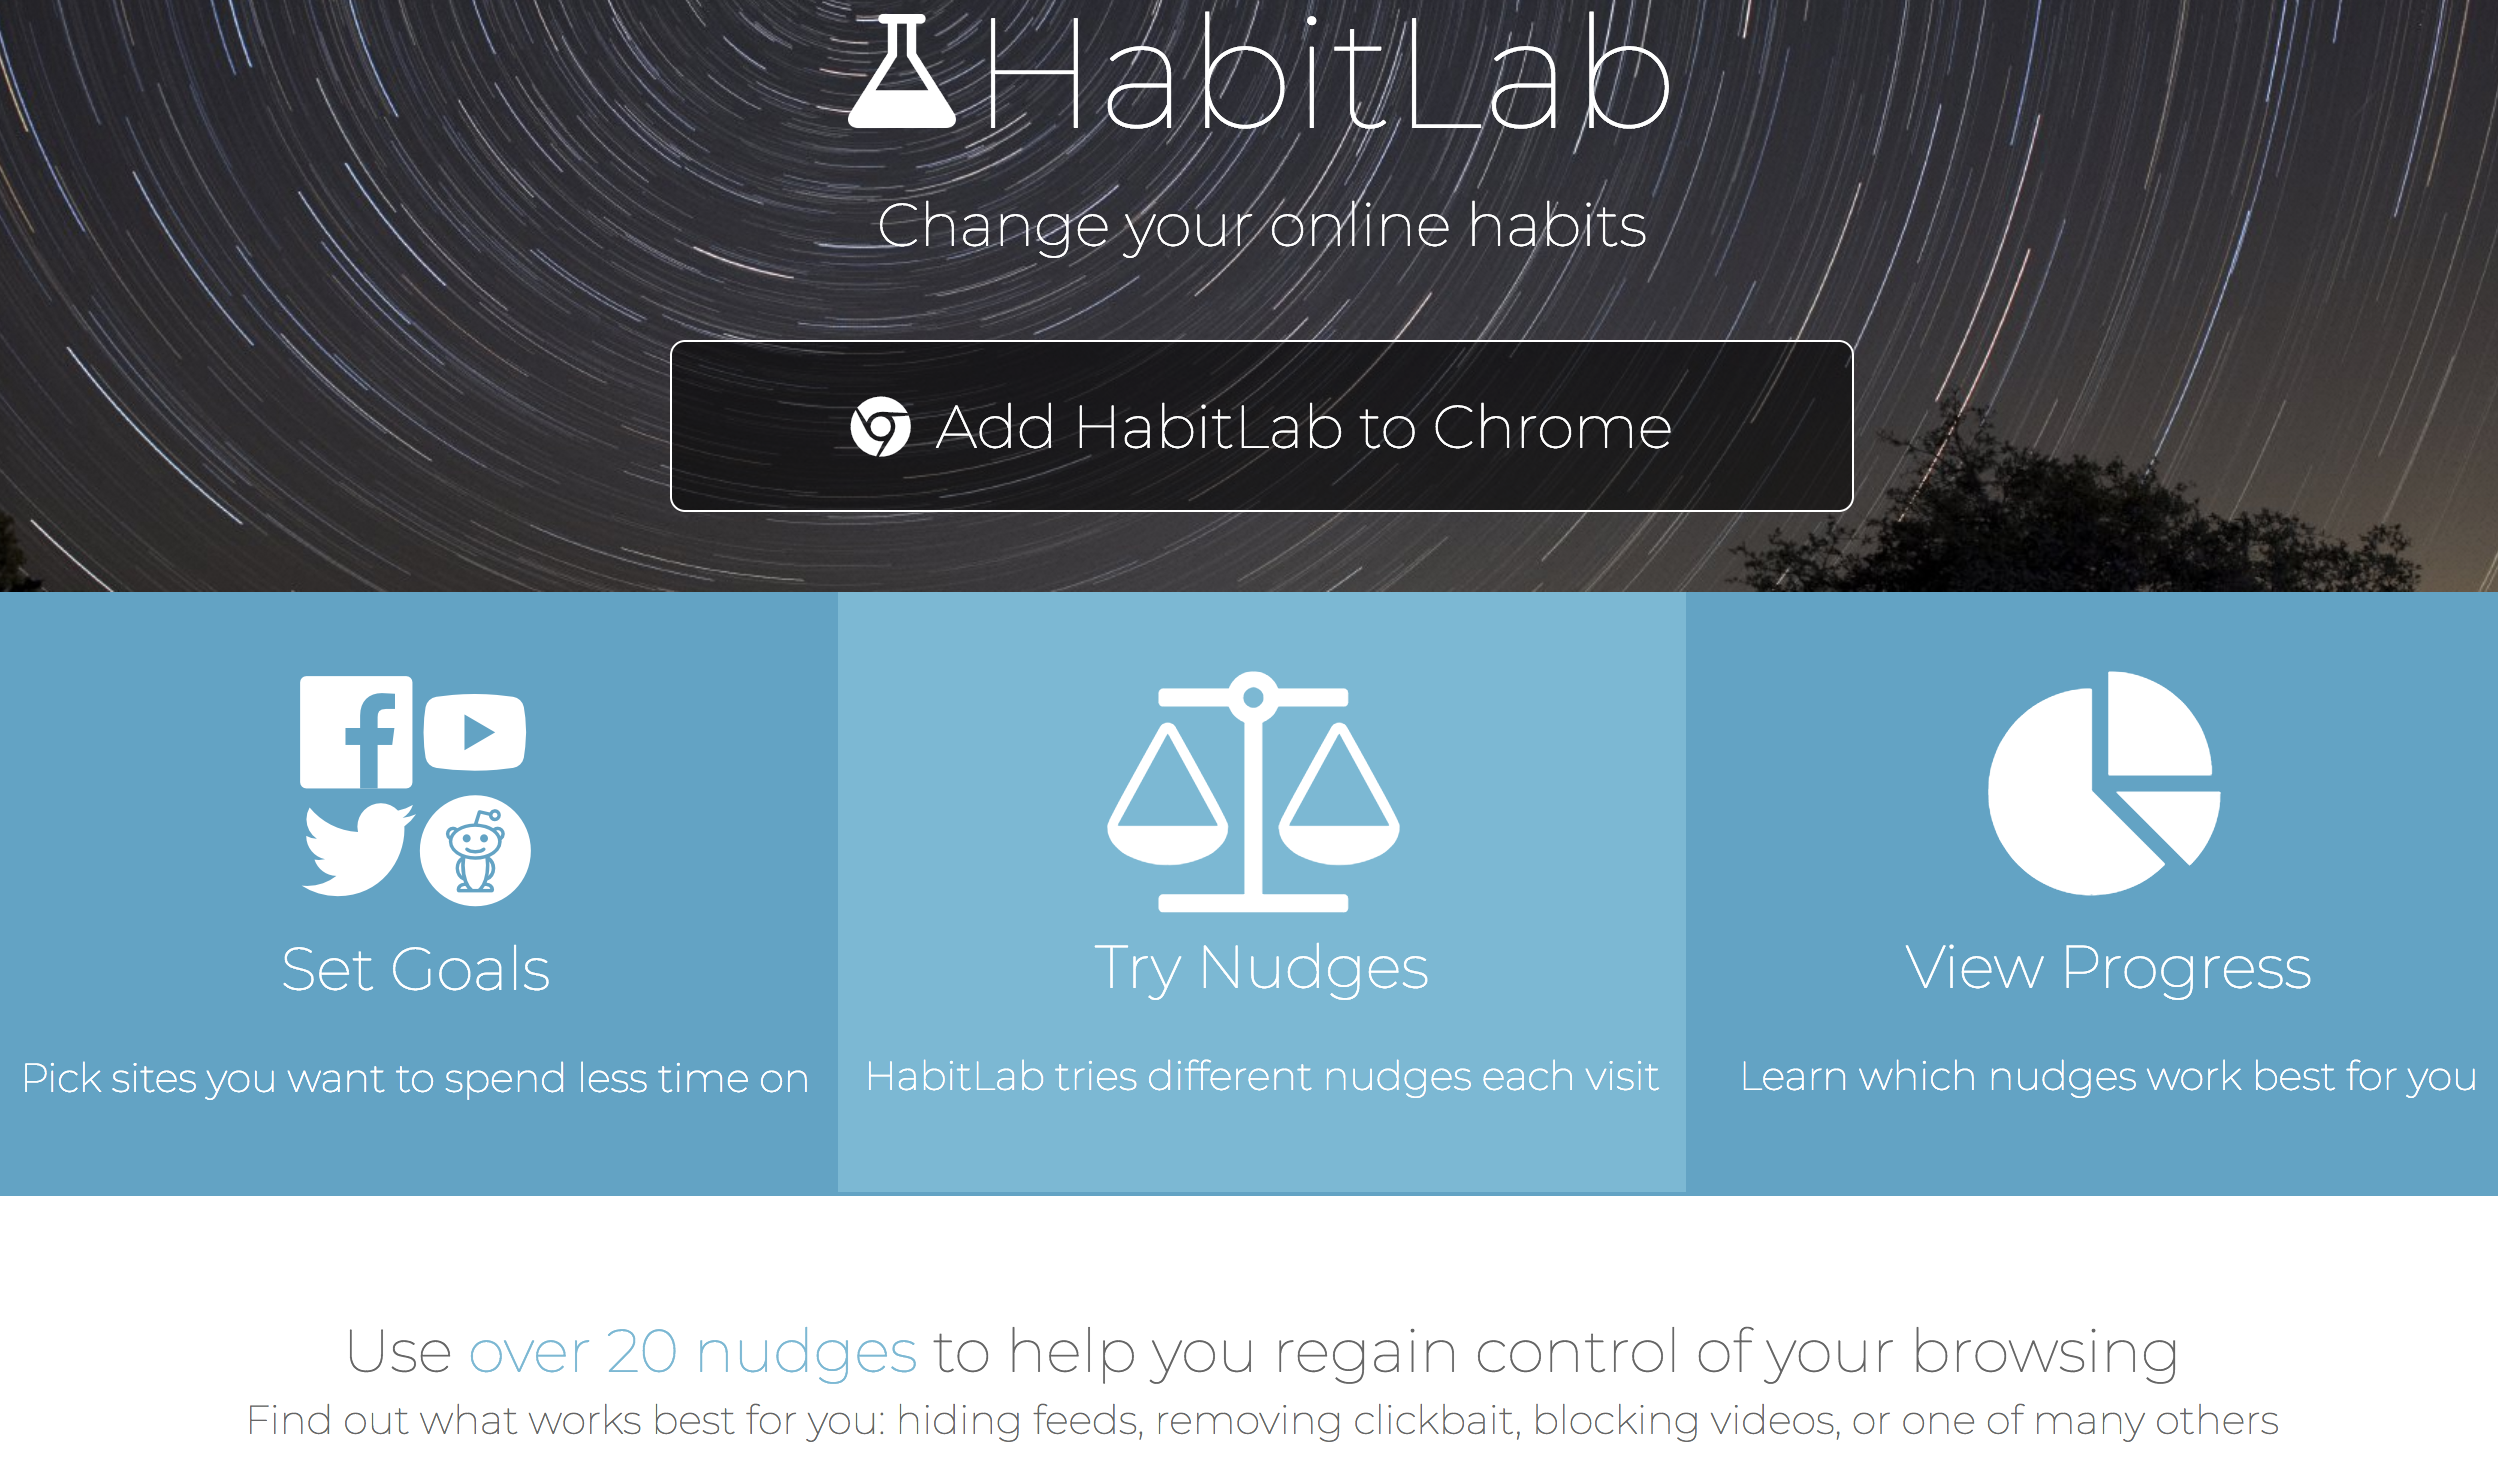 HabitLab
Change your online habits
Add HabitLab to Chrome
Set Goals
Pick sites you want to spend less time on
Try Nudges
HabitLab tries different nudges each visit
View Progress
Learn which nudges work best for you
Use over 20 nudges to help you regain control of your browsing
Find out what works best for you: hiding feeds, removing clickbait, blocking videos, or one of many others